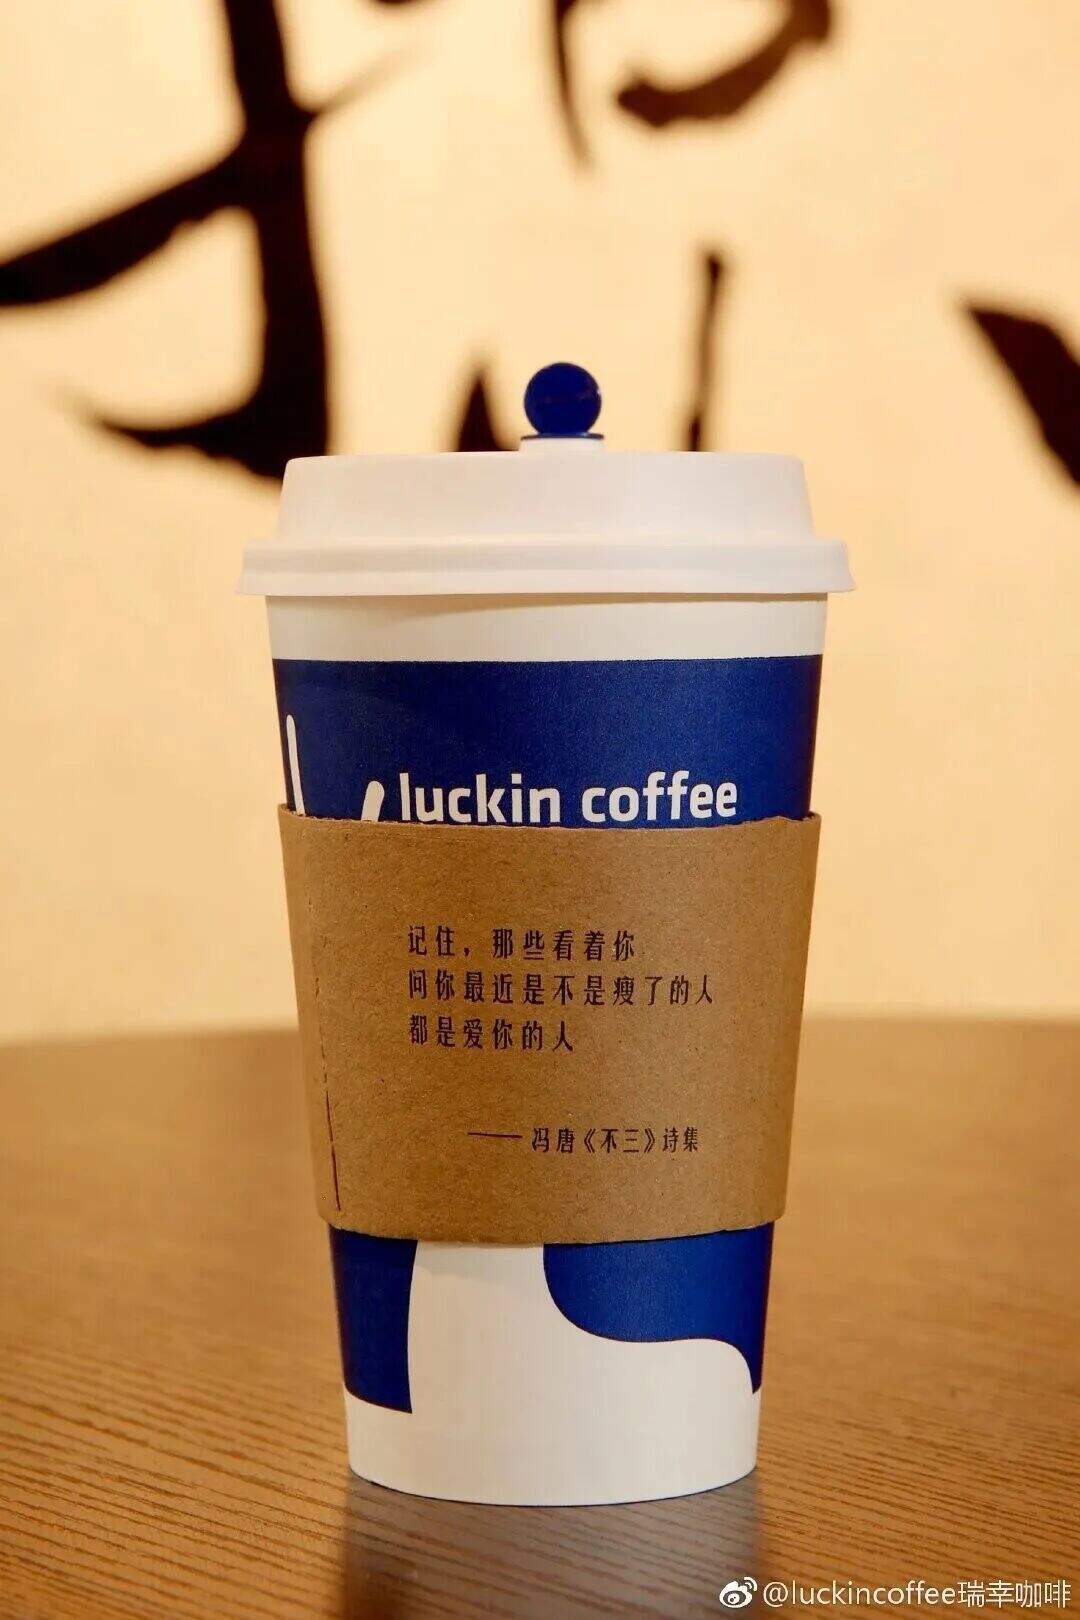 luckin coffee
记住，那些看着你
问你最近是不是瘦了的人
都是爱你的人
——冯唐《不三》诗集
@luckincoffee瑞幸咖啡